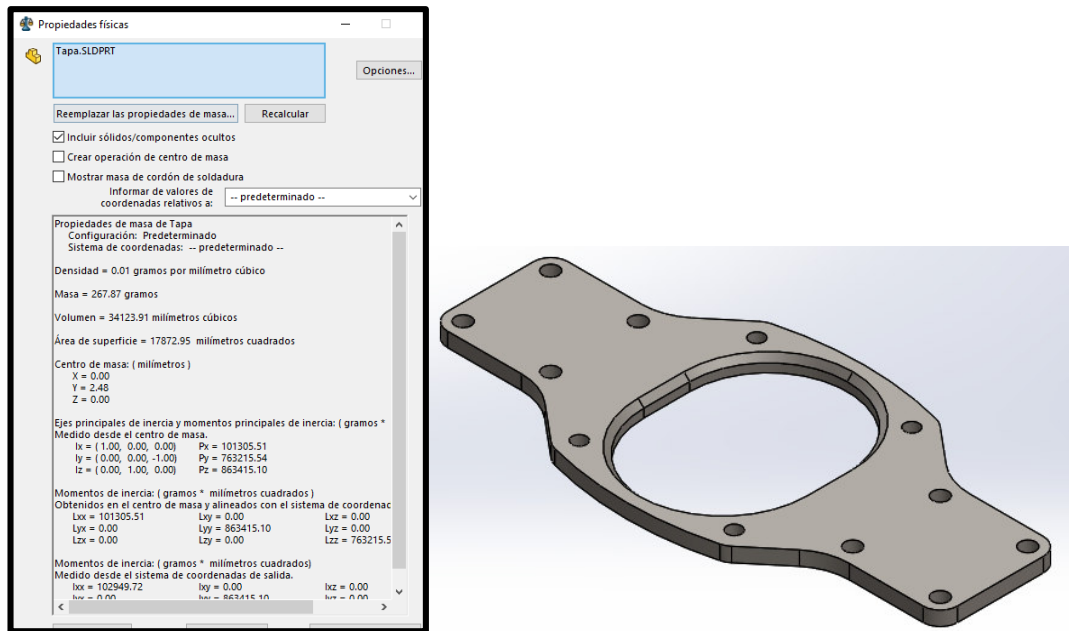 Propiedades físicas
Tapa.SLDPRT
Opciones...
Reemplazar las propiedades de masa...
Recalcular
Incluir sólidos/componentes ocultos
Crear operación de centro de masa
Mostrar masa de cordón de soldadura
Informar de valores de
coordenadas relativos a:
-- predeterminado --
Propiedades de masa de Tapa
Configuración: Predeterminado
Sistema de coordenadas: -- predeterminado --
Densidad = 0.01 gramos por milímetro cúbico
Masa = 267.87 gramos
Volumen = 34123.91 milímetros cúbicos
Área de superficie = 17872.95 milímetros cuadrados
Centro de masa: ( milímetros )
X = 0.00
Y = 2.48
Z = 0.00
Ejes principales de inercia y momentos principales de inercia: ( gramos *
Medido desde el centro de masa.
Ix = ( 1.00, 0.00, 0.00) Px = 101305.51
Iy = ( 0.00, 0.00, -1.00) Py = 763215.54
Iz = ( 0.00, 1.00, 0.00) Pz = 863415.10
Momentos de inercia: ( gramos * milímetros cuadrados )
Obtenidos en el centro de masa y alineados con el sistema de coordenac
Lxx = 101305.51 Lxy = 0.00 Lxz = 0.00
Lyx = 0.00 Lyy = 863415.10 Lyz = 0.00
Lzx = 0.00 Lzy = 0.00 Lzz = 763215.5
Momentos de inercia: ( gramos * milímetros cuadrados)
Medido desde el sistema de coordenadas de salida.
Ixx = 102949.72 Ixy = 0.00 Ixz = 0.00